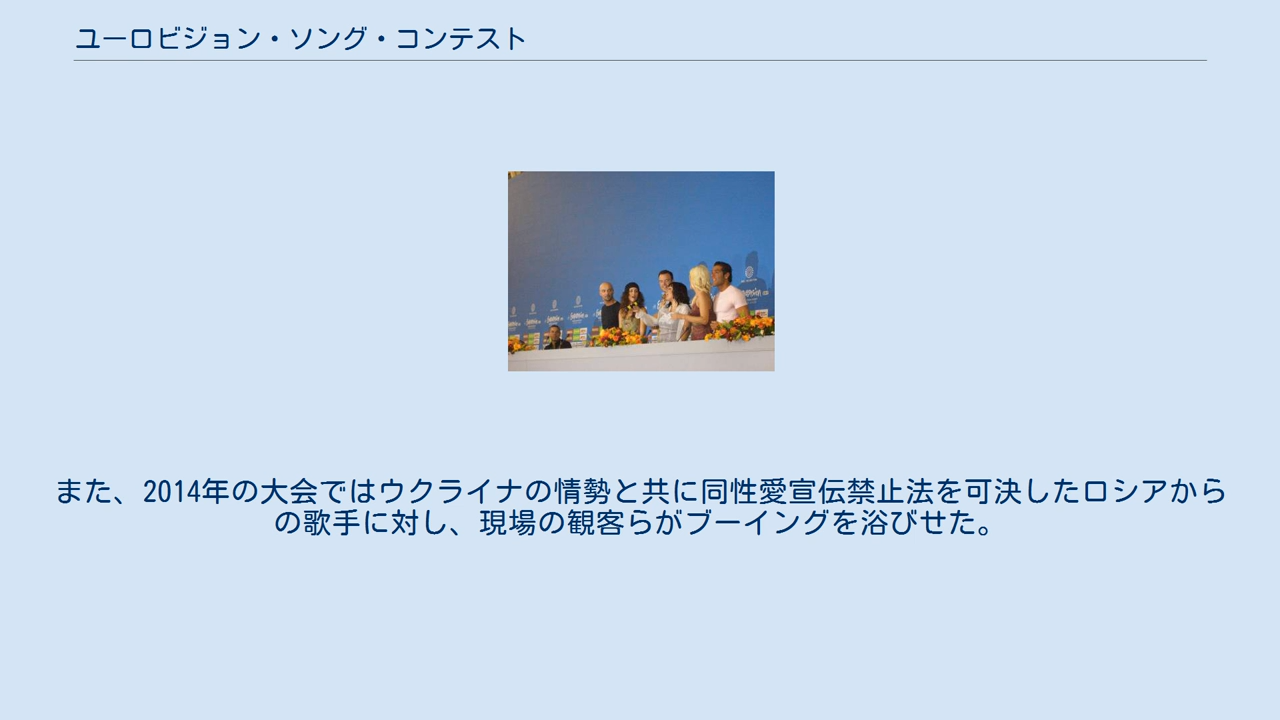 ユーロビジョン・ソング・コンテスト
また、2014年の大会ではウクライナの情勢と共に同性愛宣伝禁止法を可決したロシアから
の歌手に対し、現場の観客らがブーイングを浴びせた。